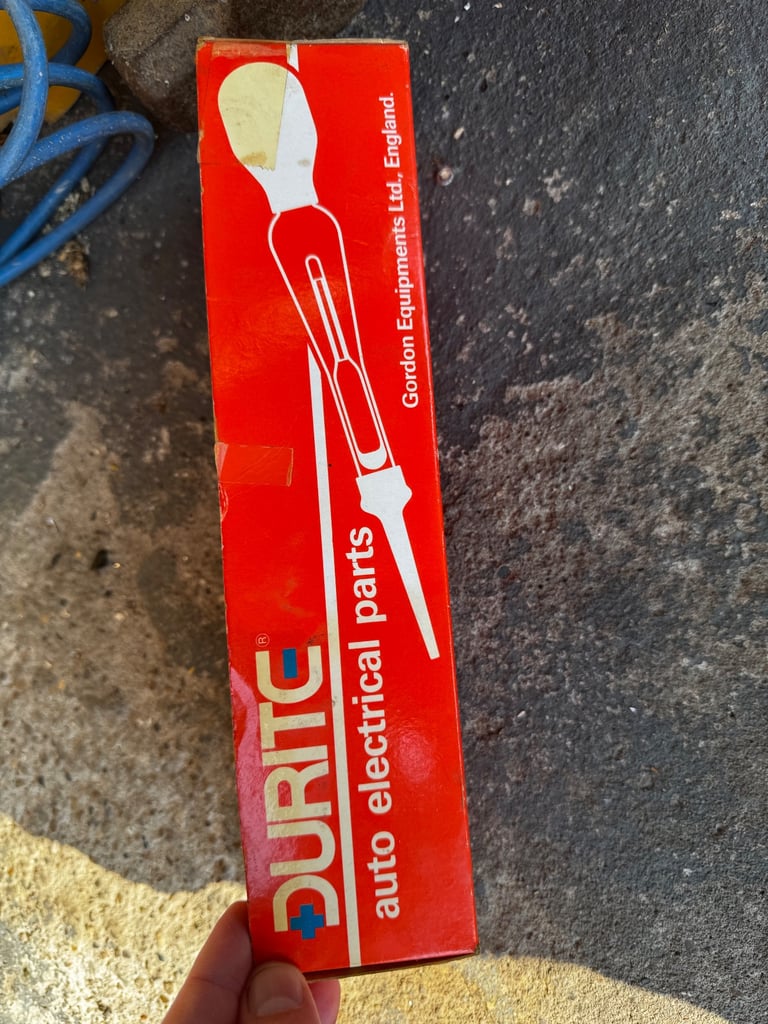 DURITE®
auto electrical parts
Gordon Equipments Ltd., England.